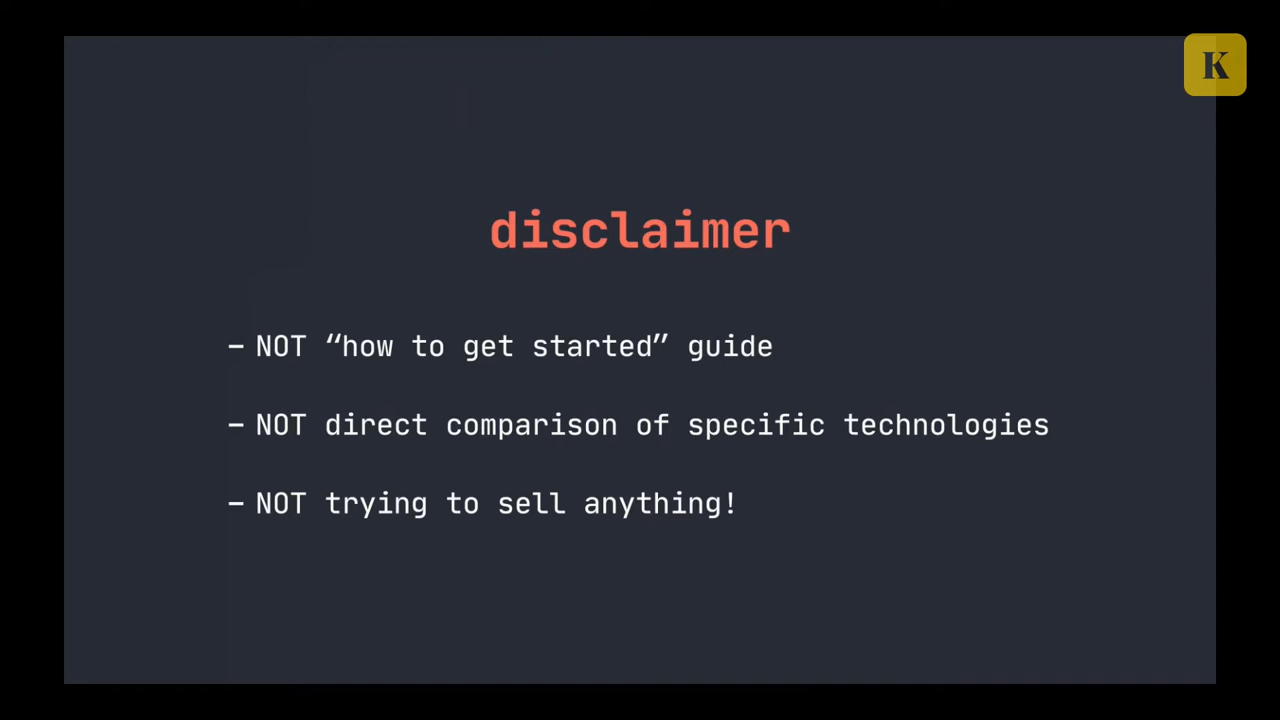 K
disclaimer
– NOT “how to get started” guide
– NOT direct comparison of specific technologies
– NOT trying to sell anything!